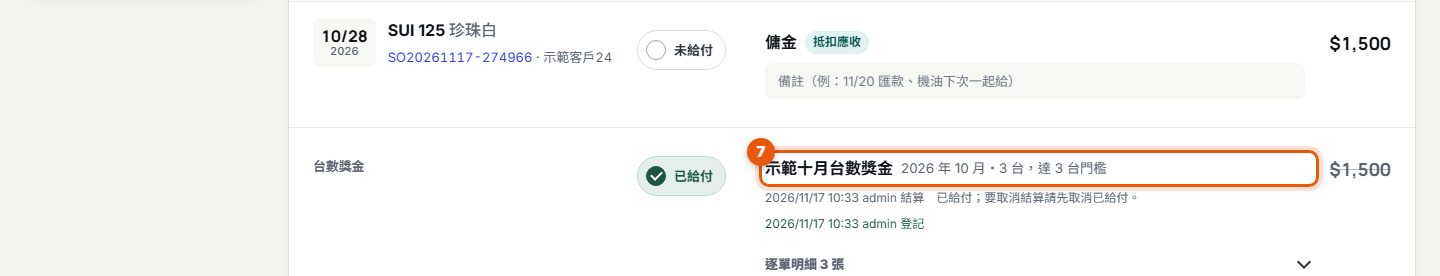 10/28
2026
SUI 125 珍珠白
SO20261117-274966 · 示範客戶24
未給付
傭金 抵扣應收
$1,500
備註（例：11/20 匯款、機油下次一起給）
台數獎金
已給付
7
示範十月台數獎金 2026 年 10 月・3 台，達 3 台門檻
$1,500
2026/11/17 10:33 admin 結算 已給付；要取消結算請先取消已給付。
2026/11/17 10:33 admin 登記
逐單明細 3 張